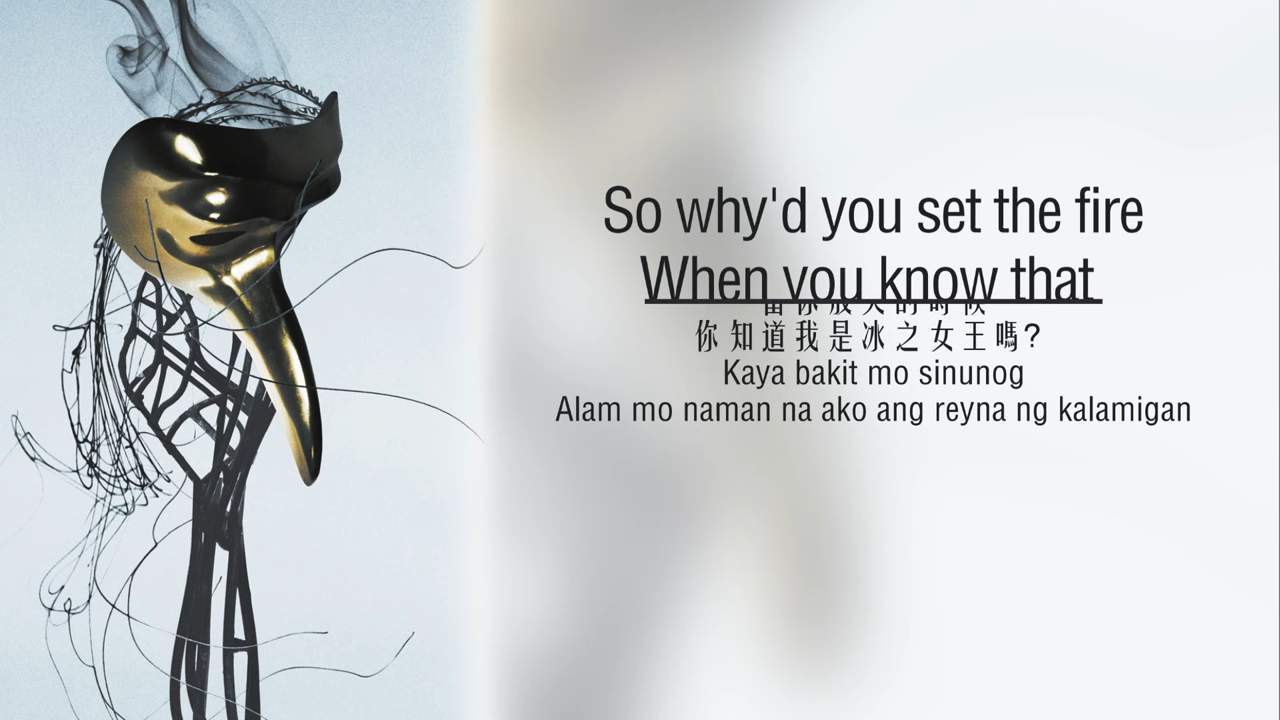 So why'd you set the fire
When you know that
你知道我是冰之女王嗎?
Kaya bakit mo sinunog
Alam mo naman na ako ang reyna ng kalamigan